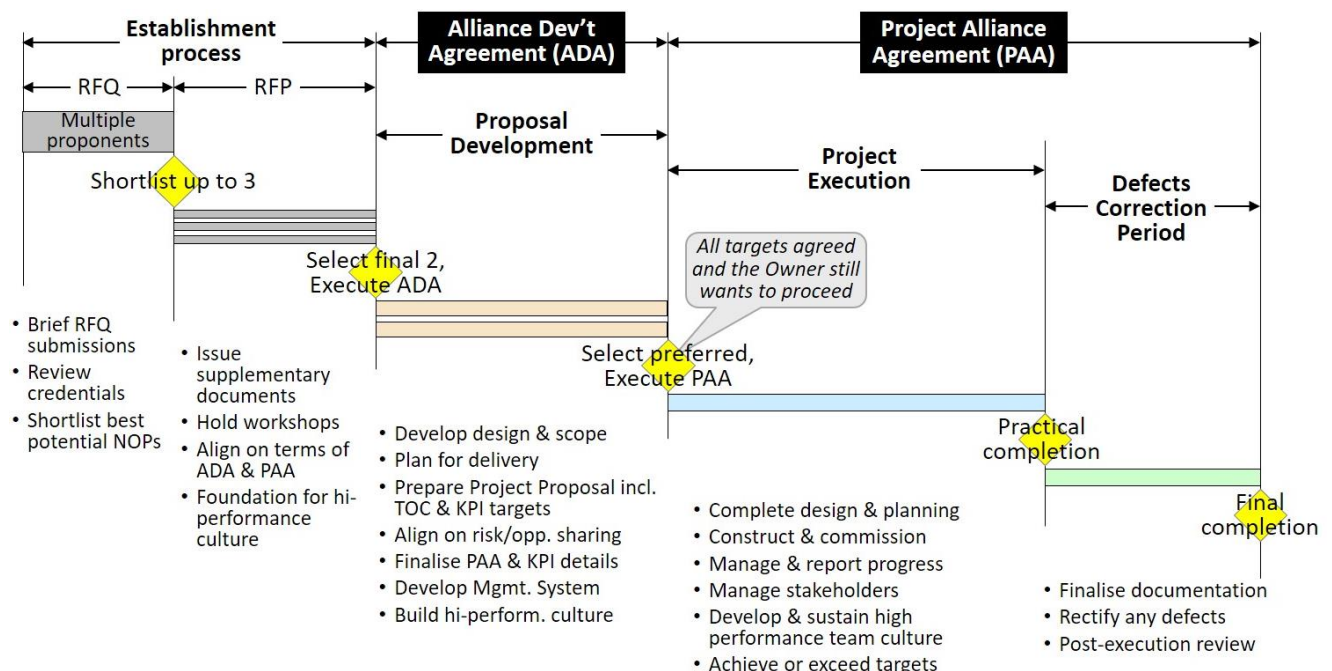 Establishment
process
Alliance Dev't
Agreement (ADA)
Project Alliance
Agreement (PAA)
RFQ
RFP
Multiple
proponents
Proposal
Development
Project
Execution
Shortlist up to 3
Defects
Correction
Period
Select final 2,
Execute ADA
All targets agreed
and the Owner still
wants to proceed
• Brief RFQ
submissions
• Review
credentials
• Shortlist best
potential NOPs
• Issue
supplementary
documents
• Hold workshops
• Align on terms of
ADA & PAA
• Foundation for hi-
performance
culture
Select preferred,
Execute PAA
• Develop design & scope
• Plan for delivery
• Prepare Project Proposal incl.
TOC & KPI targets
• Align on risk/opp. sharing
• Finalise PAA & KPI details
• Develop Mgmt. System
• Build hi-perform. culture
Practical
completion
• Complete design & planning
• Construct & commission
• Manage & report progress
• Manage stakeholders
• Develop & sustain high
performance team culture
• Achieve or exceed targets
Final
completion
• Finalise documentation
• Rectify any defects
• Post-execution review